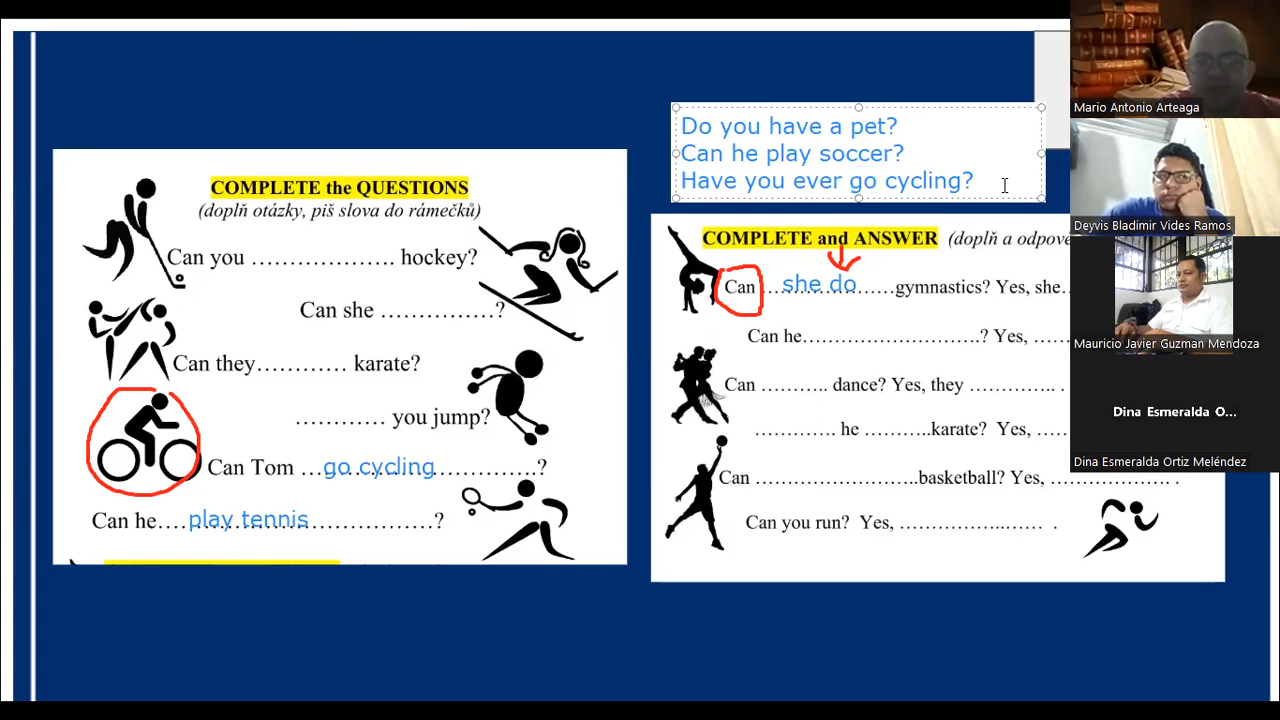 Do you have a pet?
Can he play soccer?
Have you ever go cycling?
COMPLETE the QUESTIONS
(doplň otázky, piš slova do rámečků)
Can you ……………… hockey?
Can she …………?
Can they………… karate?
………… you jump?
Can Tom …go cycling…………?
Can he…play tennis…………………?
COMPLETE and ANSWER (doplň a odpov
Can …she do………gymnastics? Yes, she…
Can he……………………….? Yes, ……
Can ……….. dance? Yes, they ………….. .
…………. he ………..karate? Yes, ……
Can …………………….basketball? Yes, ……………… .
Can you run? Yes, ……………..…… .
Mario Antonio Arteaga
Deyvis Bladimir Vides Ramos
Mauricio Javier Guzman Mendoza
Dina Esmeralda O...
Dina Esmeralda Ortiz Meléndez